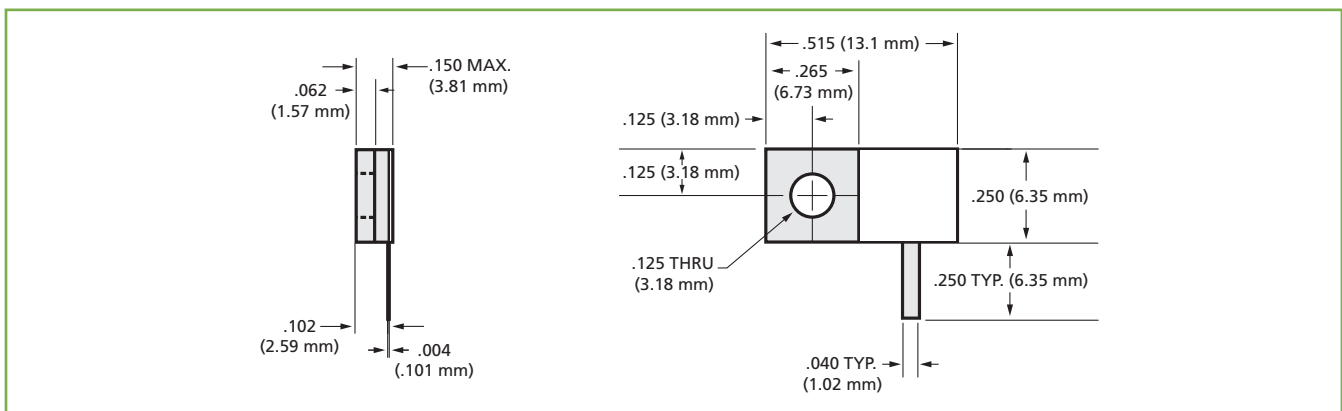 .150 MAX.
(3.81 mm)
.062
(1.57 mm)
.102
(2.59 mm)
.004
(.101 mm)
.515 (13.1 mm)
.265
(6.73 mm)
.125 (3.18 mm)
.125 (3.18 mm)
.125 THRU
(3.18 mm)
.250 (6.35 mm)
.250 TYP. (6.35 mm)
.040 TYP.
(1.02 mm)